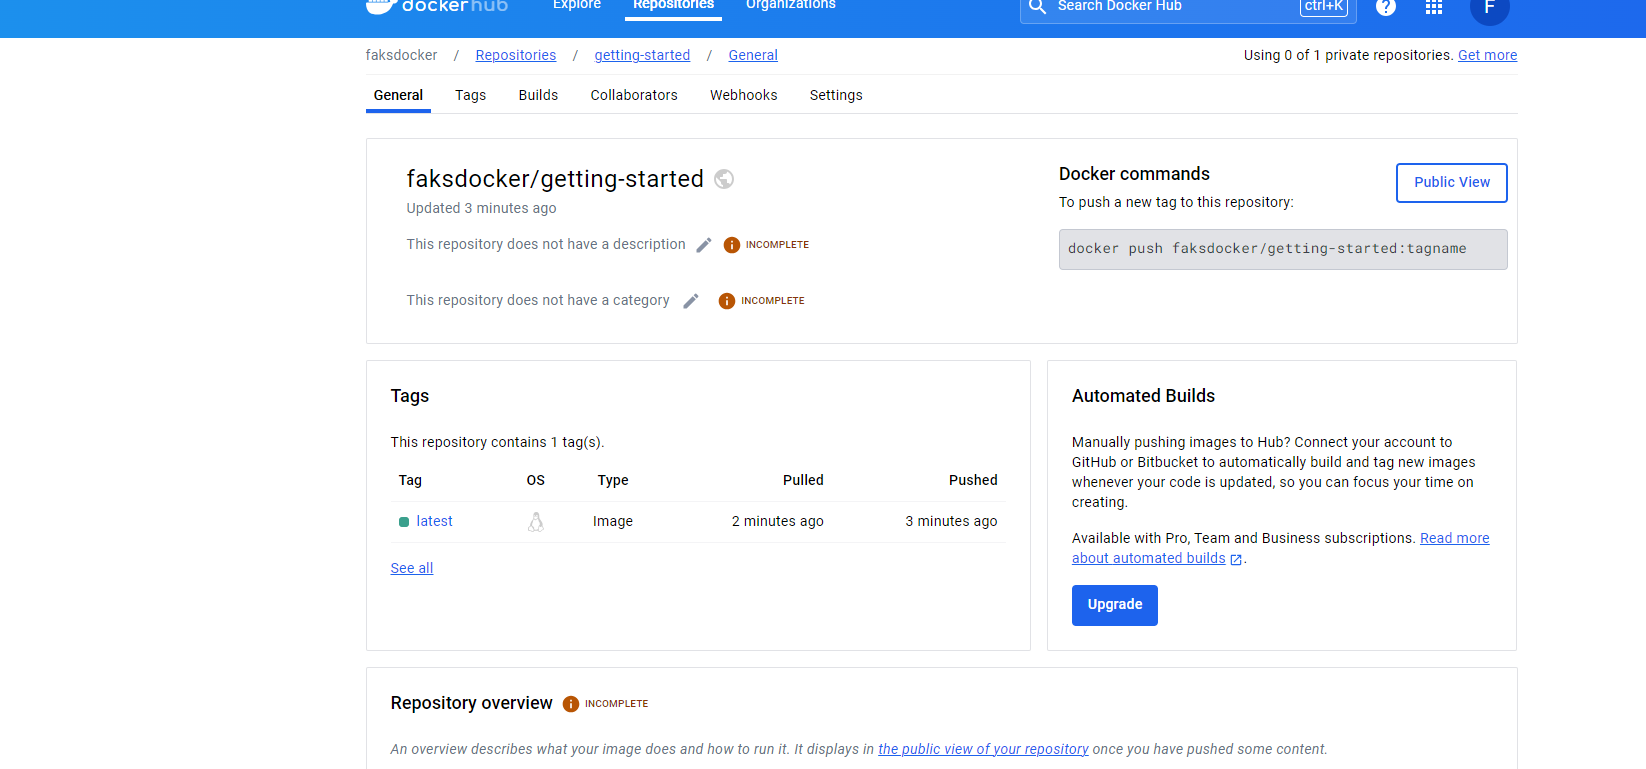 dockerhub Explore Repositories Organizations Search Docker Hub ctrl+K ? F
faksdocker / Repositories / getting-started / General Using 0 of 1 private repositories. Get more
General Tags Builds Collaborators Webhooks Settings
faksdocker/getting-started
Updated 3 minutes ago
This repository does not have a description INCOMPLETE
This repository does not have a category INCOMPLETE
Docker commands
Public View
To push a new tag to this repository:
docker push faksdocker/getting-started:tagname
Tags
This repository contains 1 tag(s).
Tag OS Type Pulled Pushed
latest Image 2 minutes ago 3 minutes ago
See all
Automated Builds
Manually pushing images to Hub? Connect your account to
GitHub or Bitbucket to automatically build and tag new images
whenever your code is updated, so you can focus your time on
creating.
Available with Pro, Team and Business subscriptions. Read more
about automated builds .
Upgrade
Repository overview INCOMPLETE
An overview describes what your image does and how to run it. It displays in the public view of your repository once you have pushed some content.